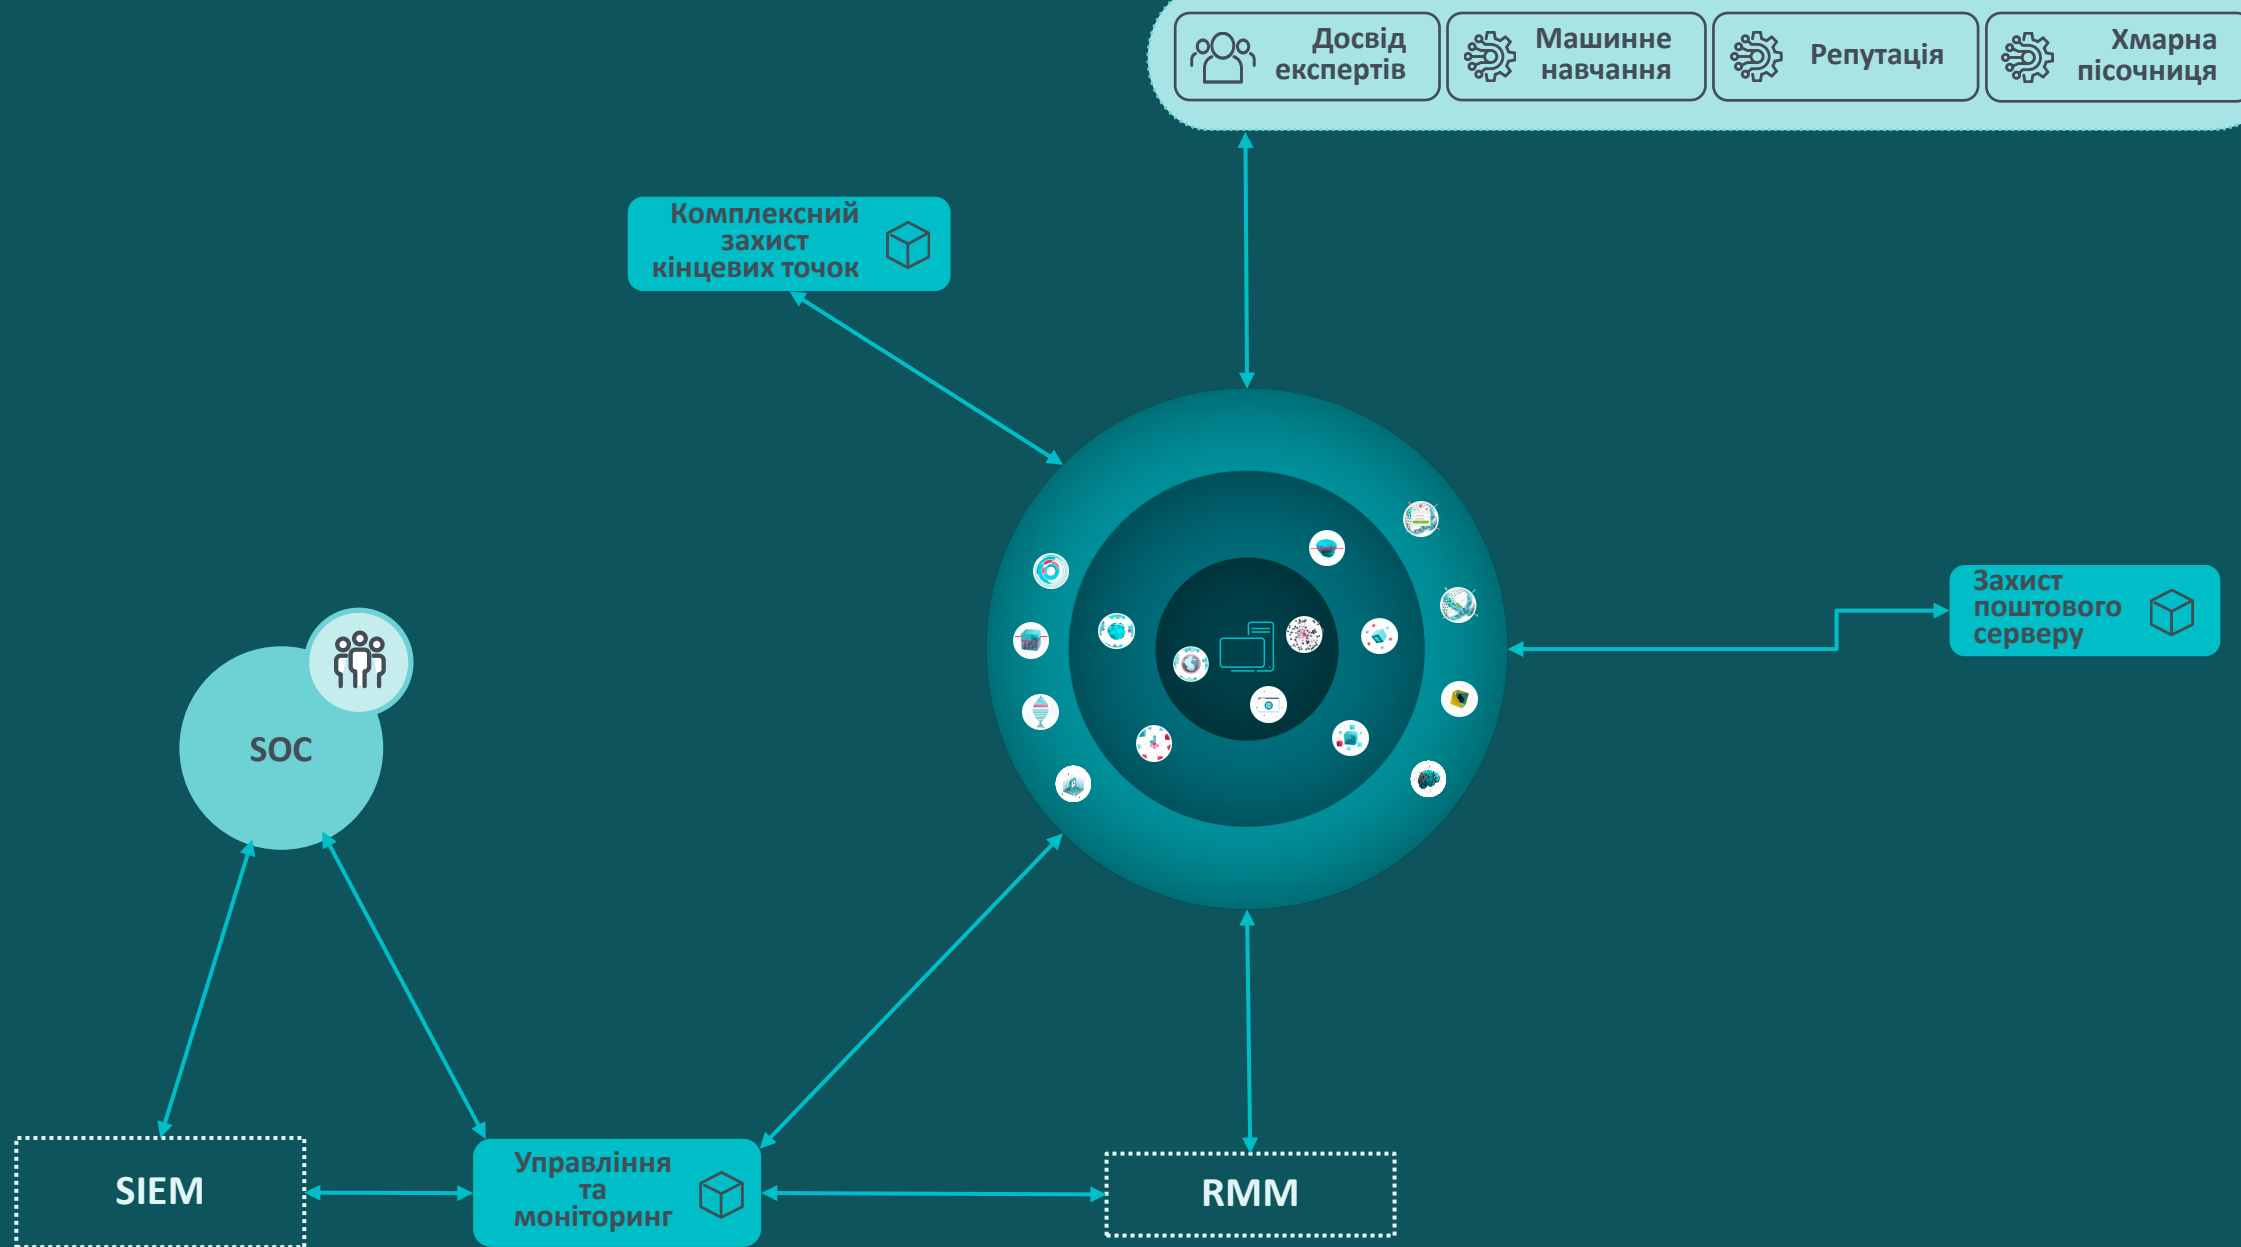 Досвід
експертів
Машинне
навчання
Репутація
Хмарна
пісочниця
Комплексний
захист
кінцевих точок
Захист
поштового
серверу
SOC
SIEM
Управління
та
моніторинг
RMM